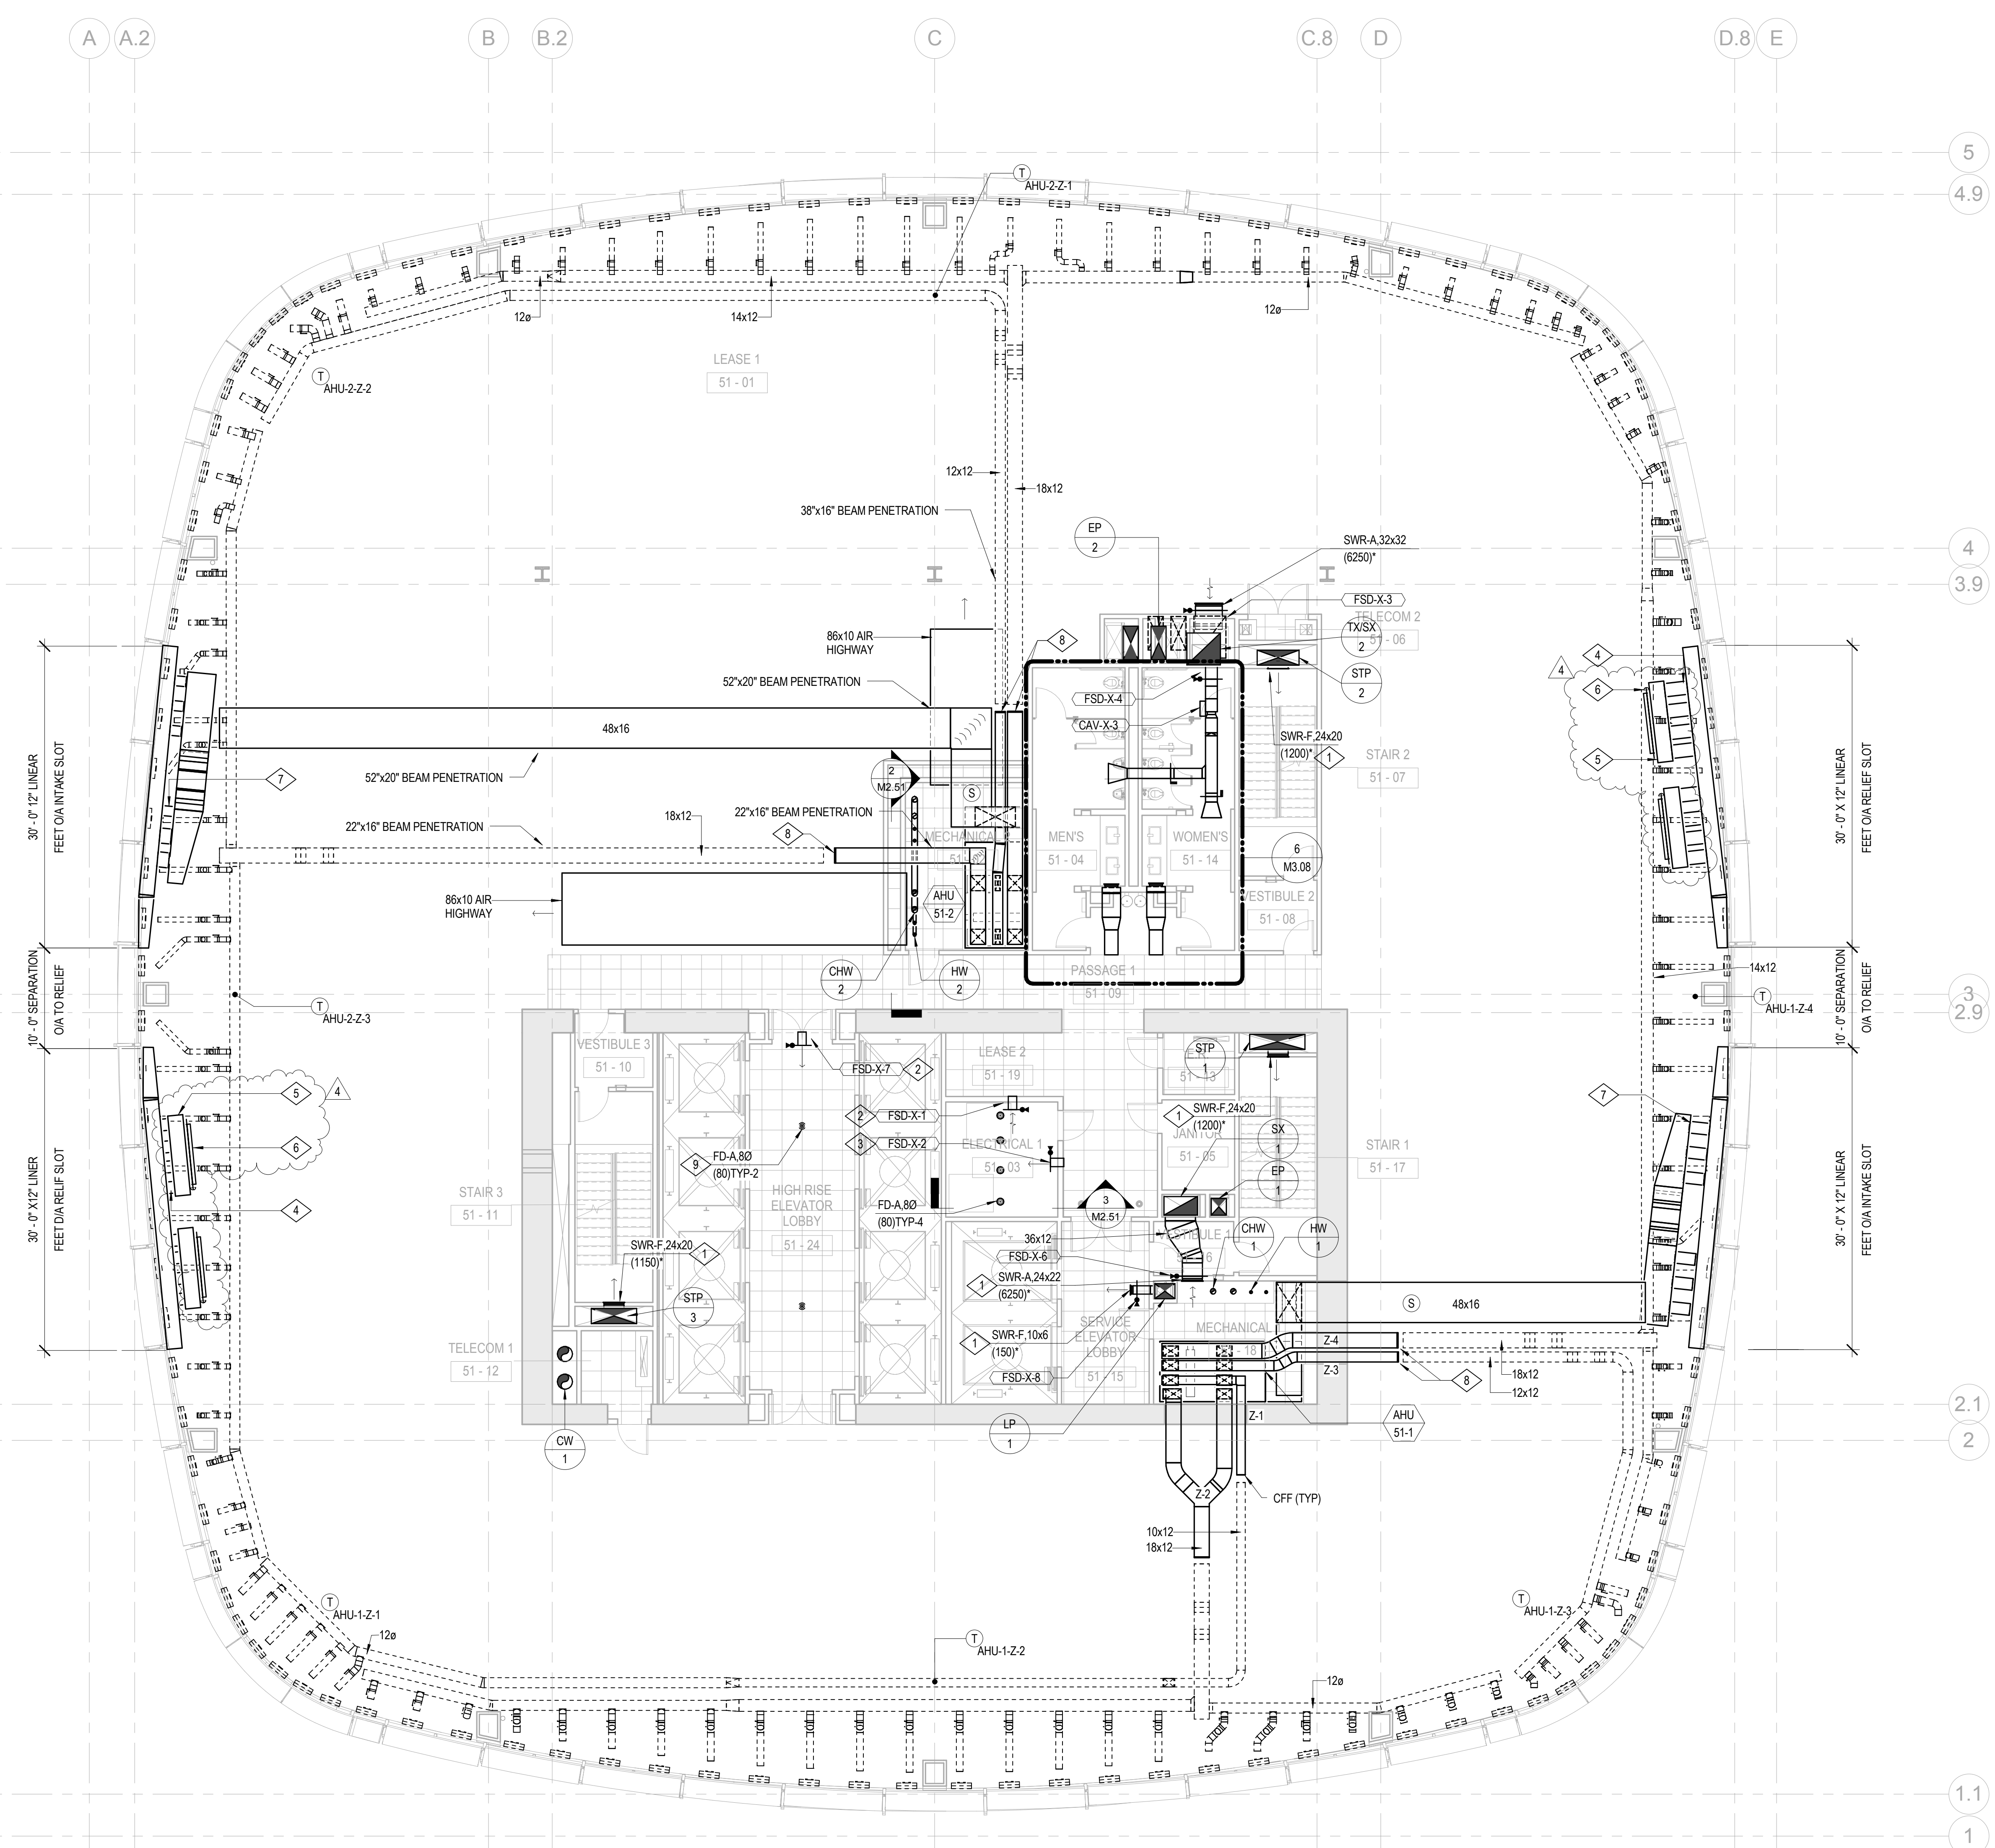 A
A.2
B
B.2
C
C.8
D
D.8
E
5
4.9
T
AHU-2-Z-1
12ø
14x12
12ø
LEASE 1
51 - 01
T
AHU-2-Z-2
12x12
18x12
38"x16" BEAM PENETRATION
EP
2
SWR-A,32x32
(6250)*
4
3.9
FSD-X-3
TELECOM 2
51 - 06
TX/SX
2
86x10 AIR
HIGHWAY
8
STP
2
52"x20" BEAM PENETRATION
FSD-X-4
CAV-X-3
48x16
SWR-F,24x20
(1200)*
1
STAIR 2
51 - 07
4
4
6
5
30' - 0" 12" LINEAR
FEET O/A INTAKE SLOT
30' - 0" X 12" LINEAR
FEET O/A RELIEF SLOT
7
52"x20" BEAM PENETRATION
2
M2.51
S
22"x16" BEAM PENETRATION
18x12
22"x16" BEAM PENETRATION
8
MECHANICAL
MEN'S
51 - 04
WOMEN'S
51 - 14
6
M3.08
86x10 AIR
HIGHWAY
AHU
51-2
VESTIBULE 2
51 - 08
CHW
2
HW
2
PASSAGE 1
51 - 09
10' - 0" SEPARATION
O/A TO RELIEF
10' - 0" SEPARATION
O/A TO RELIEF
14x12
T
AHU-1-Z-4
3
2.9
T
AHU-2-Z-3
VESTIBULE 3
51 - 10
FSD-X-7
2
LEASE 2
51 - 19
STP
1
5
4
6
4
2
FSD-X-1
3
FSD-X-2
ELECTRICAL 1
51 - 03
1
SWR-F,24x20
(1200)*
JANITOR
51 - 05
SX
1
EP
1
STAIR 1
51 - 17
7
30' - 0" X12" LINER
FEET D/A RELIF SLOT
30' - 0" X 12" LINEAR
FEET O/A INTAKE SLOT
9
FD-A,8Ø
(80)TYP-2
STAIR 3
51 - 11
HIGH RISE
ELEVATOR
LOBBY
51 - 24
FD-A,8Ø
(80)TYP-4
3
M2.51
SWR-F,24x20
(1150)*
1
36x12
FSD-X-6
VESTIBULE 1
CHW
1
HW
1
1
SWR-A,24x22
(6250)*
STP
3
1
SWR-F,10x6
(150)*
SERVICE
ELEVATOR
LOBBY
51 - 15
MECHANICAL
18
S
48x16
TELECOM 1
51 - 12
FSD-X-8
Z-4
Z-3
8
18x12
12x12
Z-1
AHU
51-1
2.1
2
CW
1
LP
1
Z-2
CFF (TYP)
10x12
18x12
T
AHU-1-Z-1
12ø
T
AHU-1-Z-2
T
AHU-1-Z-3
12ø
1.1
1